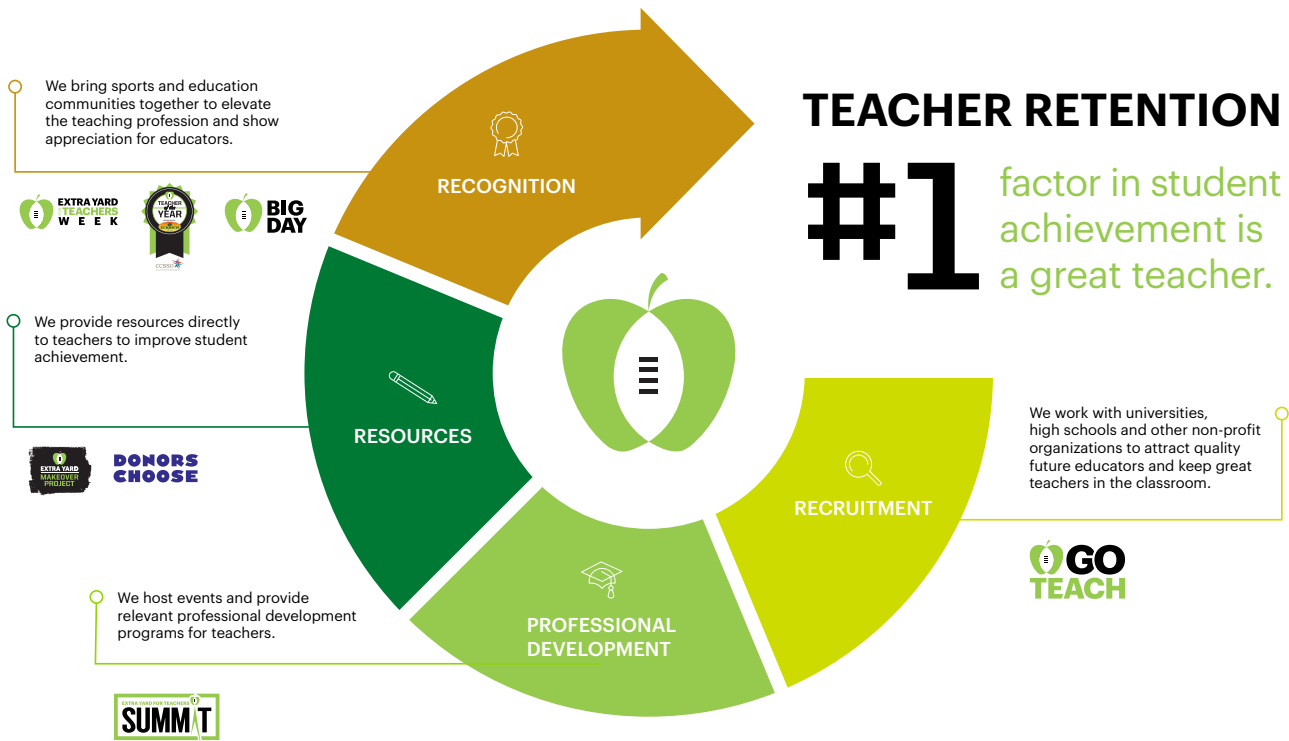 We bring sports and education
communities together to elevate
the teaching profession and show
appreciation for educators.
EXTRA YARD
TEACHERS
WEEK
TEACHER
of the
YEAR
CCSSO
BIG
DAY
RECOGNITION
TEACHER RETENTION
#1
factor in student
achievement is
a great teacher.
We provide resources directly
to teachers to improve student
achievement.
EXTRA YARD
MAKEOVER
PROJECT
DONORS
CHOOSE
RESOURCES
We work with universities,
high schools and other non-profit
organizations to attract quality
future educators and keep great
teachers in the classroom.
RECRUITMENT
GO
TEACH
We host events and provide
relevant professional development
programs for teachers.
PROFESSIONAL
DEVELOPMENT
EXTRA YARD FOR TEACHERS
SUMMIT